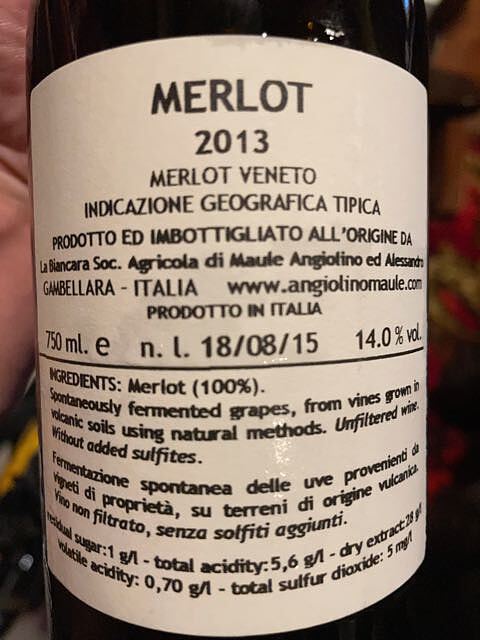 MERLOT
2013
MERLOT VENETO
INDICAZIONE GEOGRAFICA TIPICA
PRODOTTO ED IMBOTTIGLIATO ALL'ORIGINE DA
La Biancara Soc. Agricola di Maule Angiolino ed Alessandro
GAMBELLARA - ITALIA www.angiolinomaule.com
PRODOTTO IN ITALIA
750 ml. e n. l. 18/08/15 14.0 % vol.
INGREDIENTS: Merlot (100%).
Spontaneously fermented grapes, from vines grown in
volcanic soils using natural methods. Unfiltered wine.
Without added sulfites.
Fermentazione spontanea delle uve provenienti da
vigneti di proprietà, su terreni di origine vulcanica.
Vino non filtrato, senza solfiti aggiunti.
residual sugar:1 g/l - total acidity:5,6 g/l - dry extract:28 g/l
volatile acidity: 0,70 g/l - total sulfur dioxide: 5 mg/l